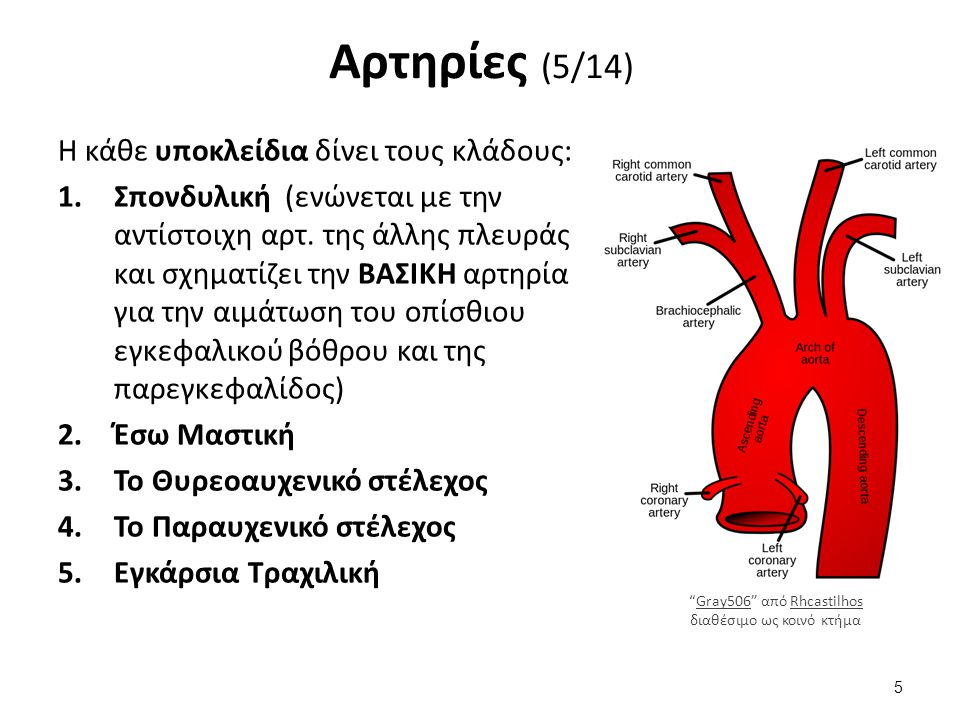 Αρτηρίες (5/14)
Η κάθε υποκλείδια δίνει τους κλάδους:
1. Σπονδυλική (ενώνεται με την
αντίστοιχη αρτ. της άλλης πλευράς
και σχηματίζει την ΒΑΣΙΚΗ αρτηρία
για την αιμάτωση του οπίσθιου
εγκεφαλικού βόθρου και της
παρεγκεφαλίδος)
2. Έσω Μαστική
3. Το Θυρεοαυχενικό στέλεχος
4. Το Παραυχενικό στέλεχος
5. Εγκάρσια Τραχιλική
Right common
carotid artery
Left common
carotid artery
Right
subclavian
artery
Left
subclavian
artery
Brachiocephalic
artery
Arch of
aorta
Ascending
aorta
Descending aorta
Right
coronary
artery
Left
coronary
artery
“Gray506” από Rhcastilhos
διαθέσιμο ως κοινό κτήμα
5